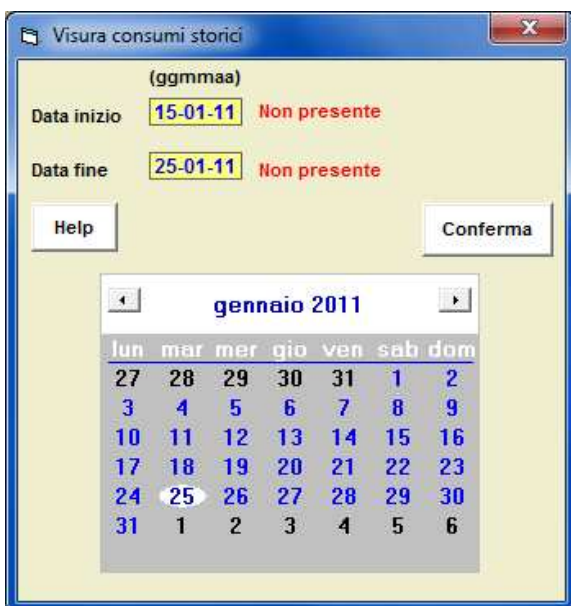 Visura consumi storici
(ggmmaa)
Data inizio 15-01-11 Non presente
Data fine 25-01-11 Non presente
Help Conferma
gennaio 2011
lun mar mer gio ven sab dom
27 28 29 30 31 1 2
3 4 5 6 7 8 9
10 11 12 13 14 15 16
17 18 19 20 21 22 23
24 25 26 27 28 29 30
31 1 2 3 4 5 6